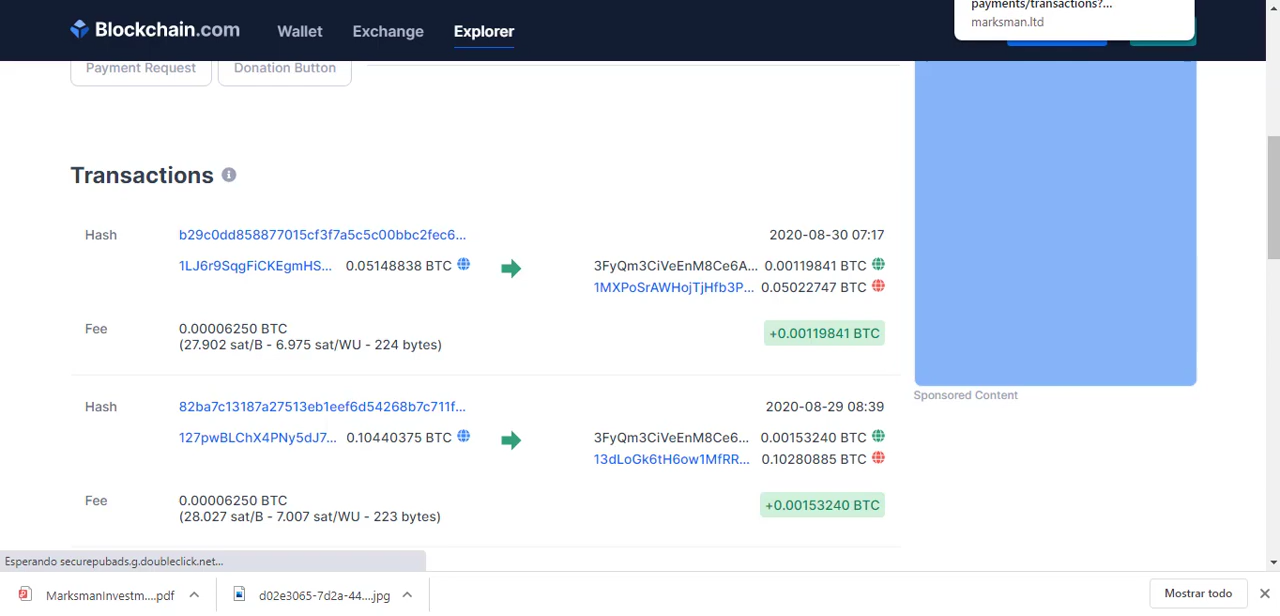 payments/transactions?...
marksman.ltd
Blockchain.com Wallet Exchange Explorer
Payment Request Donation Button
Transactions
Hash b29c0dd858877015cf3f7a5c5c00bbc2fec6... 2020-08-30 07:17
1LJ6r9SqgFiCKEgmHS... 0.05148838 BTC 3FyQm3CiVeEnM8Ce6A... 0.00119841 BTC
1MXPoSrAWHojTjHfb3P... 0.05022747 BTC
Fee 0.00006250 BTC
(27.902 sat/B - 6.975 sat/WU - 224 bytes)
+0.00119841 BTC
Hash 82ba7c13187a27513eb1eef6d54268b7c711f... 2020-08-29 08:39
127pwBLChX4PNy5dJ7... 0.10440375 BTC 3FyQm3CiVeEnM8Ce6... 0.00153240 BTC
13dLoGk6tH6ow1MfRR... 0.10280885 BTC
Fee 0.00006250 BTC
(28.027 sat/B - 7.007 sat/WU - 223 bytes)
+0.00153240 BTC
Sponsored Content
Esperando securepubads.g.doubleclick.net...
MarksmanInvestm....pdf d02e3065-7d2a-44....jpg Mostrar todo